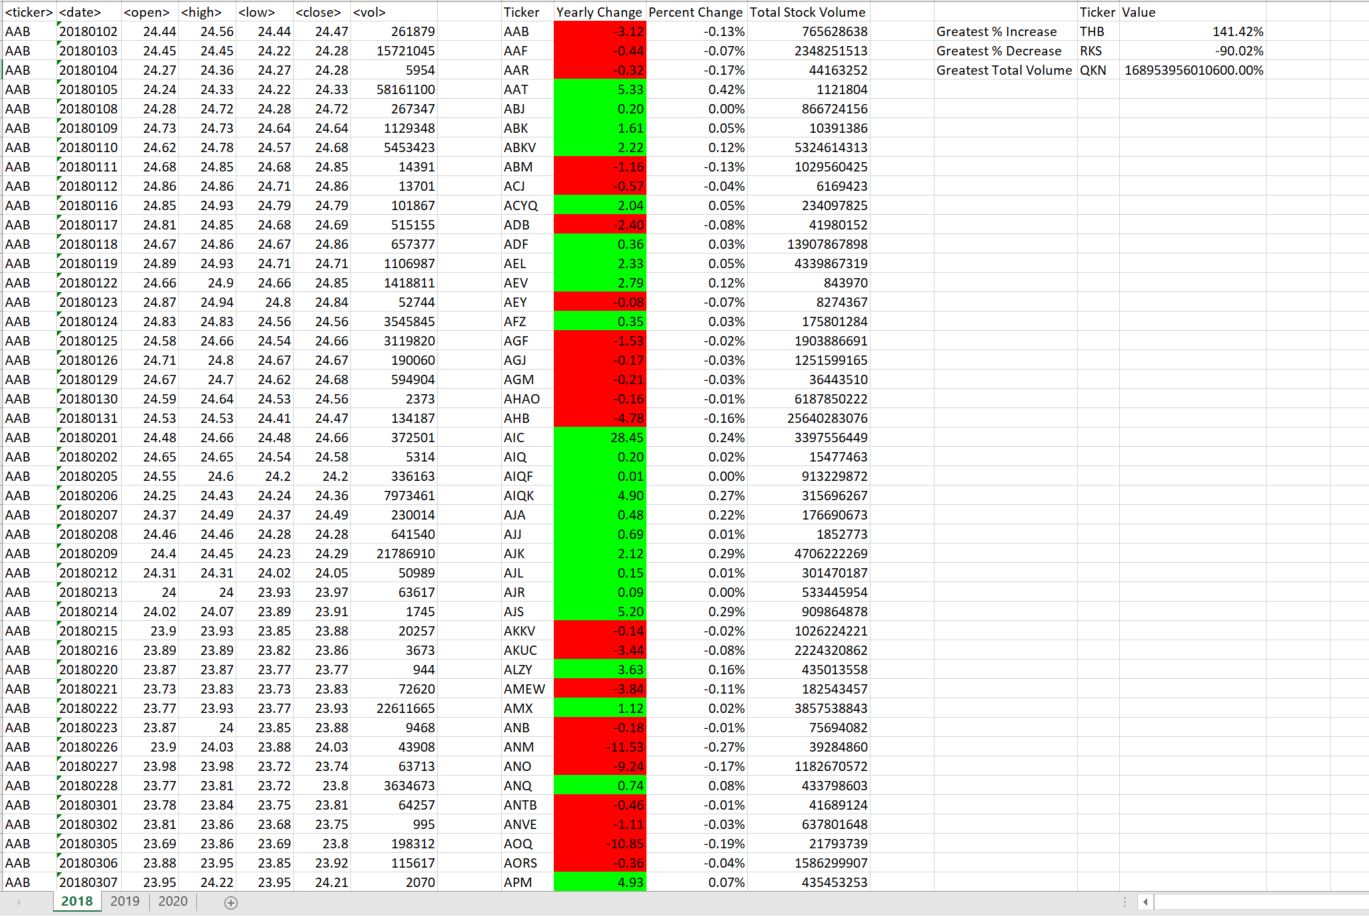 <ticker> <date> <open> <high> <low> <close> <vol> Ticker Yearly Change Percent Change Total Stock Volume Ticker Value
AAB 20180102 24.44 24.56 24.44 24.47 261879 AAB -3.12 -0.13% 765628638 Greatest % Increase THB 141.42%
AAB 20180103 24.45 24.45 24.22 24.28 15721045 AAF -0.44 -0.07% 2348251513 Greatest % Decrease RKS -90.02%
AAB 20180104 24.27 24.36 24.27 24.28 5954 AAR -0.32 -0.17% 44163252 Greatest Total Volume QKN 168953956010600.00%
AAB 20180105 24.24 24.33 24.22 24.33 58161100 AAT 5.33 0.42% 1121804
AAB 20180108 24.28 24.72 24.28 24.72 267347 ABJ 0.20 0.00% 866724156
AAB 20180109 24.73 24.73 24.64 24.64 1129348 ABK 1.61 0.05% 10391386
AAB 20180110 24.62 24.78 24.57 24.68 5453423 ABKV 2.22 0.12% 5324614313
AAB 20180111 24.68 24.85 24.68 24.85 14391 ABM -1.16 -0.13% 1029560425
AAB 20180112 24.86 24.86 24.71 24.86 13701 ACJ -0.57 -0.04% 6169423
AAB 20180116 24.85 24.93 24.79 24.79 101867 ACYQ 2.04 0.05% 234097825
AAB 20180117 24.81 24.85 24.68 24.69 515155 ADB -2.40 -0.08% 41980152
AAB 20180118 24.67 24.86 24.67 24.86 657377 ADF 0.36 0.03% 13907867898
AAB 20180119 24.89 24.93 24.71 24.71 1106987 AEL 2.33 0.05% 4339867319
AAB 20180122 24.66 24.9 24.66 24.85 1418811 AEV 2.79 0.12% 843970
AAB 20180123 24.87 24.94 24.8 24.84 52744 AEY -0.08 -0.07% 8274367
AAB 20180124 24.83 24.83 24.56 24.56 3545845 AFZ 0.35 0.03% 175801284
AAB 20180125 24.58 24.66 24.54 24.66 3119820 AGF -1.53 -0.02% 1903886691
AAB 20180126 24.71 24.8 24.67 24.67 190060 AGJ -0.17 -0.03% 1251599165
AAB 20180129 24.67 24.7 24.62 24.68 594904 AGM -0.21 -0.03% 36443510
AAB 20180130 24.59 24.64 24.53 24.56 2373 AHAO -0.16 -0.01% 6187850222
AAB 20180131 24.53 24.53 24.41 24.47 134187 AHB -4.78 -0.16% 25640283076
AAB 20180201 24.48 24.66 24.48 24.66 372501 AIC 28.45 0.24% 3397556449
AAB 20180202 24.65 24.65 24.54 24.58 5314 AIQ 0.20 0.02% 15477463
AAB 20180205 24.55 24.6 24.2 24.2 336163 AIQF 0.01 0.00% 913229872
AAB 20180206 24.25 24.43 24.24 24.36 7973461 AIQK 4.90 0.27% 315696267
AAB 20180207 24.37 24.49 24.37 24.49 230014 AJA 0.48 0.22% 176690673
AAB 20180208 24.46 24.46 24.28 24.28 641540 AJJ 0.69 0.01% 1852773
AAB 20180209 24.4 24.45 24.23 24.29 21786910 AJK 2.12 0.29% 4706222269
AAB 20180212 24.31 24.31 24.02 24.05 50989 AJL 0.15 0.01% 301470187
AAB 20180213 24 24 23.93 23.97 63617 AJR 0.09 0.00% 533445954
AAB 20180214 24.02 24.07 23.89 23.91 1745 AJS 5.20 0.29% 909864878
AAB 20180215 23.9 23.93 23.85 23.88 20257 AKKV -0.14 -0.02% 1026224221
AAB 20180216 23.89 23.89 23.82 23.86 3673 AKUC -3.44 -0.08% 2224320862
AAB 20180220 23.87 23.87 23.77 23.77 944 ALZY 3.63 0.16% 435013558
AAB 20180221 23.73 23.83 23.73 23.83 72620 AMEW -3.84 -0.11% 182543457
AAB 20180222 23.77 23.93 23.77 23.93 22611665 AMX 1.12 0.02% 3857538843
AAB 20180223 23.87 24 23.85 23.88 9468 ANB -0.18 -0.01% 75694082
AAB 20180226 23.9 24.03 23.88 24.03 43908 ANM -11.53 -0.27% 39284860
AAB 20180227 23.98 23.98 23.72 23.74 63713 ANO -9.24 -0.17% 1182670572
AAB 20180228 23.77 23.81 23.72 23.8 3634673 ANQ 0.74 0.08% 433798603
AAB 20180301 23.78 23.84 23.75 23.81 64257 ANTB -0.46 -0.01% 41689124
AAB 20180302 23.81 23.86 23.68 23.75 995 ANVE -1.11 -0.03% 637801648
AAB 20180305 23.69 23.86 23.69 23.8 198312 AOQ -10.85 -0.19% 21793739
AAB 20180306 23.88 23.95 23.85 23.92 115617 AORS -0.36 -0.04% 1586299907
AAB 20180307 23.95 24.22 23.95 24.21 2070 APM 4.93 0.07% 435453253
2018 2019 2020